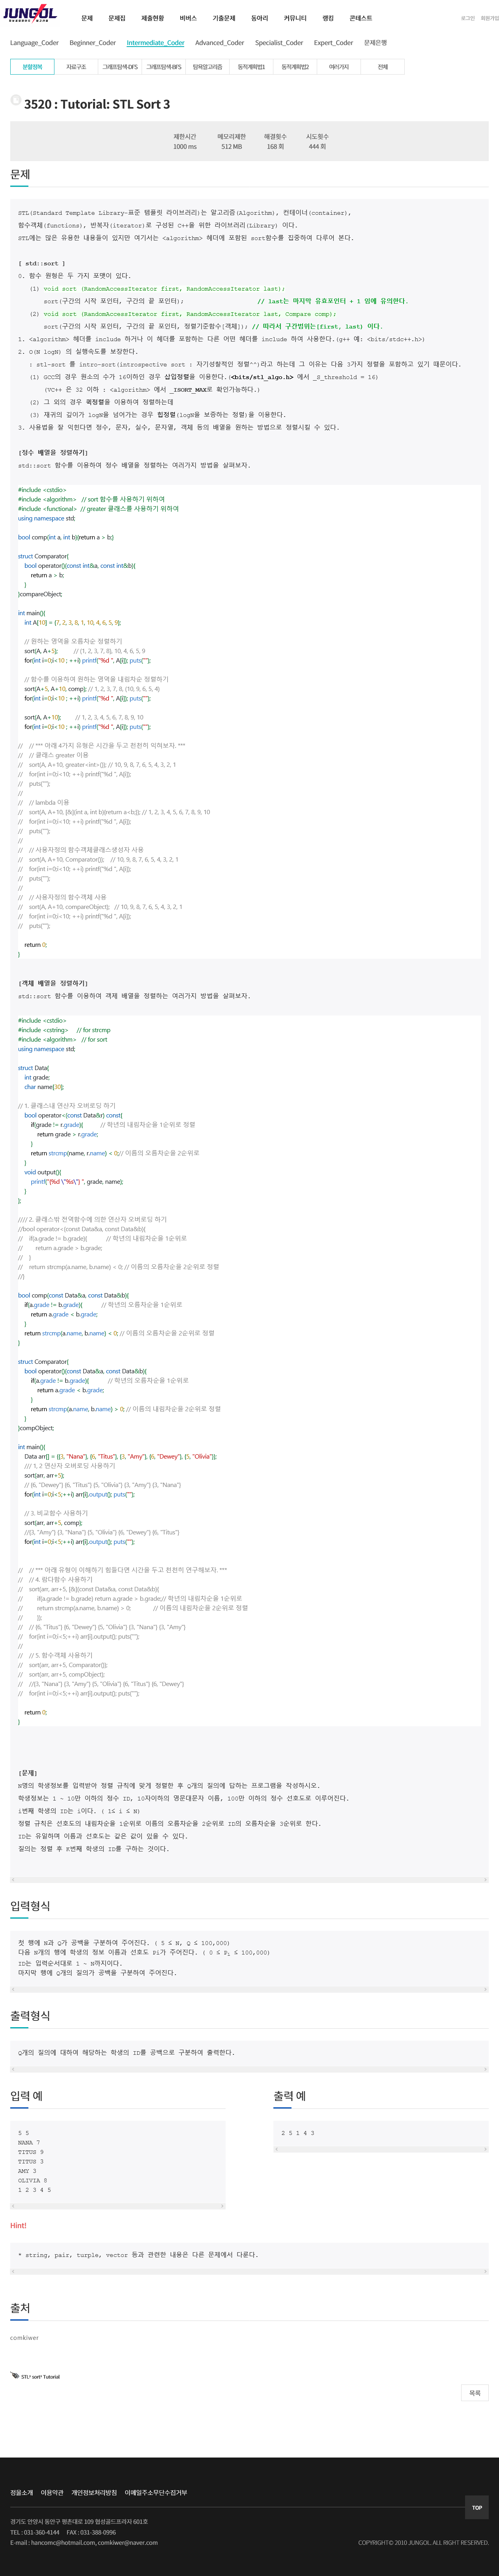 JUNGOL
문제 문제집 제출현황 비버스 기출문제 동아리 커뮤니티 랭킹 콘테스트
로그인 회원가입
Language_Coder Beginner_Coder Intermediate_Coder Advanced_Coder Specialist_Coder Expert_Coder 문제은행
분할정복 자료구조 그래프탐색-DFS 그래프탐색-BFS 탐욕알고리즘 동적계획법1 동적계획법2 여러가지 전체
3520 : Tutorial: STL Sort 3
제한시간 메모리제한 해결횟수 시도횟수
1000 ms 512 MB 168 회 444 회
문제
STL(Standard Template Library-표준 템플릿 라이브러리)는 알고리즘(Algorithm), 컨테이너(container),
함수객체(functions), 반복자(iterator)로 구성된 C++을 위한 라이브러리(Library) 이다.
STL에는 많은 유용한 내용들이 있지만 여기서는 <algorithm> 헤더에 포함된 sort함수를 집중하여 다루어 본다.
[ std::sort ]
0. 함수 원형은 두 가지 포맷이 있다.
(1) void sort (RandomAccessIterator first, RandomAccessIterator last);
sort(구간의 시작 포인터, 구간의 끝 포인터); // last는 마지막 유효포인터 + 1 임에 유의한다.
(2) void sort (RandomAccessIterator first, RandomAccessIterator last, Compare comp);
sort(구간의 시작 포인터, 구간의 끝 포인터, 정렬기준함수[객체]); // 따라서 구간범위는[first, last) 이다.
1. <algorithm> 헤더를 include 하거나 이 헤더를 포함하는 다른 어떤 헤더를 include 하여 사용한다.(g++ 예: <bits/stdc++.h>)
2. O(N logN) 의 실행속도를 보장한다.
: stl-sort 를 intro-sort(introspective sort : 자기성찰적인 정렬^^)라고 하는데 그 이유는 다음 3가지 정렬을 포함하고 있기 때문이다.
(1) GCC의 경우 원소의 수가 16이하인 경우 삽입정렬을 이용한다.(<bits/stl_algo.h> 에서 _S_threshold = 16)
(VC++ 은 32 이하 : <algorithm> 에서 _ISORT_MAX로 확인가능하다.)
(2) 그 외의 경우 퀵정렬을 이용하여 정렬하는데
(3) 재귀의 깊이가 logN을 넘어가는 경우 힙정렬(logN을 보증하는 정렬)을 이용한다.
3. 사용법을 잘 익힌다면 정수, 문자, 실수, 문자열, 객체 등의 배열을 원하는 방법으로 정렬시킬 수 있다.
[정수 배열을 정렬하기]
std::sort 함수를 이용하여 정수 배열을 정렬하는 여러가지 방법을 살펴보자.
#include <cstdio>
#include <algorithm> // sort 함수를 사용하기 위하여
#include <functional> // greater 클래스를 사용하기 위하여
using namespace std;
bool comp(int a, int b){return a > b;}
struct Comparator{
bool operator()(const int&a, const int&b){
return a > b;
}
}compareObject;
int main(){
int A[10] = {7, 2, 3, 8, 1, 10, 4, 6, 5, 9};
// 원하는 영역을 오름차순 정렬하기
sort(A, A+5); // {1, 2, 3, 7, 8}, 10, 4, 6, 5, 9
for(int i=0;i<10 ; ++i) printf("%d ", A[i]); puts("");
// 함수를 이용하여 원하는 영역을 내림차순 정렬하기
sort(A+5, A+10, comp); // 1, 2, 3, 7, 8, {10, 9, 6, 5, 4}
for(int i=0;i<10 ; ++i) printf("%d ", A[i]); puts("");
sort(A, A+10); // 1, 2, 3, 4, 5, 6, 7, 8, 9, 10
for(int i=0;i<10 ; ++i) printf("%d ", A[i]); puts("");
// // *** 아래 4가지 유형은 시간을 두고 천천히 익혀보자. ***
// // 클래스 greater 이용
// sort(A, A+10, greater<int>()); // 10, 9, 8, 7, 6, 5, 4, 3, 2, 1
// for(int i=0;i<10; ++i) printf("%d ", A[i]);
// puts("");
//
// // lambda 이용
// sort(A, A+10, [&](int a, int b){return a<b;}); // 1, 2, 3, 4, 5, 6, 7, 8, 9, 10
// for(int i=0;i<10; ++i) printf("%d ", A[i]);
// puts("");
//
// // 사용자정의 함수객체클래스생성자 사용
// sort(A, A+10, Comparator()); // 10, 9, 8, 7, 6, 5, 4, 3, 2, 1
// for(int i=0;i<10; ++i) printf("%d ", A[i]);
// puts("");
//
// // 사용자정의 함수객체 사용
// sort(A, A+10, compareObject); // 10, 9, 8, 7, 6, 5, 4, 3, 2, 1
// for(int i=0;i<10; ++i) printf("%d ", A[i]);
// puts("");
return 0;
}
[객체 배열을 정렬하기]
std::sort 함수를 이용하여 객체 배열을 정렬하는 여러가지 방법을 살펴보자.
#include <cstdio>
#include <cstring> // for strcmp
#include <algorithm> // for sort
using namespace std;
struct Data{
int grade;
char name[30];
// 1. 클래스내 연산자 오버로딩 하기
bool operator<(const Data&r) const{
if(grade != r.grade){ // 학년의 내림차순을 1순위로 정렬
return grade > r.grade;
}
return strcmp(name, r.name) < 0;// 이름의 오름차순을 2순위로
}
void output(){
printf("{%d \"%s\"} ", grade, name);
}
};
//// 2. 클래스밖 전역함수에 의한 연산자 오버로딩 하기
//bool operator<(const Data&a, const Data&b){
// if(a.grade != b.grade){ // 학년의 내림차순을 1순위로
// return a.grade > b.grade;
// }
// return strcmp(a.name, b.name) < 0; // 이름의 오름차순을 2순위로 정렬
//}
bool comp(const Data&a, const Data&b){
if(a.grade != b.grade){ // 학년의 오름차순을 1순위로
return a.grade < b.grade;
}
return strcmp(a.name, b.name) < 0; // 이름의 오름차순을 2순위로 정렬
}
struct Comparator{
bool operator()(const Data&a, const Data&b){
if(a.grade != b.grade){ // 학년의 오름차순을 1순위로
return a.grade < b.grade;
}
return strcmp(a.name, b.name) > 0; // 이름의 내림차순을 2순위로 정렬
}
}compObject;
int main(){
Data arr[] = {{3, "Nana"}, {6, "Titus"}, {3, "Amy"}, {6, "Dewey"}, {5, "Olivia"}};
/// 1, 2 연산자 오버로딩 사용하기
sort(arr, arr+5);
// {6, "Dewey"} {6, "Titus"} {5, "Olivia"} {3, "Amy"} {3, "Nana"}
for(int i=0;i<5;++i) arr[i].output(); puts("");
// 3. 비교함수 사용하기
sort(arr, arr+5, comp);
//{3, "Amy"} {3, "Nana"} {5, "Olivia"} {6, "Dewey"} {6, "Titus"}
for(int i=0;i<5;++i) arr[i].output(); puts("");
// // *** 아래 유형이 이해하기 힘들다면 시간을 두고 천천히 연구해보자. ***
// // 4. 람다함수 사용하기
// sort(arr, arr+5, [&](const Data&a, const Data&b){
// if(a.grade != b.grade) return a.grade > b.grade;// 학년의 내림차순을 1순위로
// return strcmp(a.name, b.name) > 0; // 이름의 내림차순을 2순위로 정렬
// });
// // {6, "Titus"} {6, "Dewey"} {5, "Olivia"} {3, "Nana"} {3, "Amy"}
// for(int i=0;i<5;++i) arr[i].output(); puts("");
//
// // 5. 함수객체 사용하기
// sort(arr, arr+5, Comparator());
// sort(arr, arr+5, compObject);
// //{3, "Nana"} {3, "Amy"} {5, "Olivia"} {6, "Titus"} {6, "Dewey"}
// for(int i=0;i<5;++i) arr[i].output(); puts("");
return 0;
}
[문제]
N명의 학생정보를 입력받아 정렬 규칙에 맞게 정렬한 후 Q개의 질의에 답하는 프로그램을 작성하시오.
학생정보는 1 ~ 10만 이하의 정수 ID, 10자이하의 영문대문자 이름, 100만 이하의 정수 선호도로 이루어진다.
i번째 학생의 ID는 i이다. ( 1≤ i ≤ N)
정렬 규칙은 선호도의 내림차순을 1순위로 이름의 오름차순을 2순위로 ID의 오름차순을 3순위로 한다.
ID는 유일하며 이름과 선호도는 같은 값이 있을 수 있다.
질의는 정렬 후 K번째 학생의 ID를 구하는 것이다.
입력형식
첫 행에 N과 Q가 공백을 구분하여 주어진다. ( 5 ≤ N, Q ≤ 100,000)
다음 N개의 행에 학생의 정보 이름과 선호도 Pi가 주어진다. ( 0 ≤ Pi ≤ 100,000)
ID는 입력순서대로 1 ~ N까지이다.
마지막 행에 Q개의 질의가 공백을 구분하여 주어진다.
출력형식
Q개의 질의에 대하여 해당하는 학생의 ID를 공백으로 구분하여 출력한다.
입력 예
5 5
NANA 7
TITUS 9
TITUS 3
AMY 3
OLIVIA 8
1 2 3 4 5
출력 예
2 5 1 4 3
Hint!
* string, pair, turple, vector 등과 관련한 내용은 다른 문제에서 다룬다.
출처
comkiwer
STL* sort* Tutorial
목록
정올소개 이용약관 개인정보처리방침 이메일주소무단수집거부
TOP
경기도 안양시 동안구 평촌대로 109 협성골드프라자 601호
TEL : 031-360-4144 FAX : 031-388-0996
E-mail : hancomc@hotmail.com, comkiwer@naver.com
COPYRIGHT© 2010 JUNGOL. ALL RIGHT RESERVED.